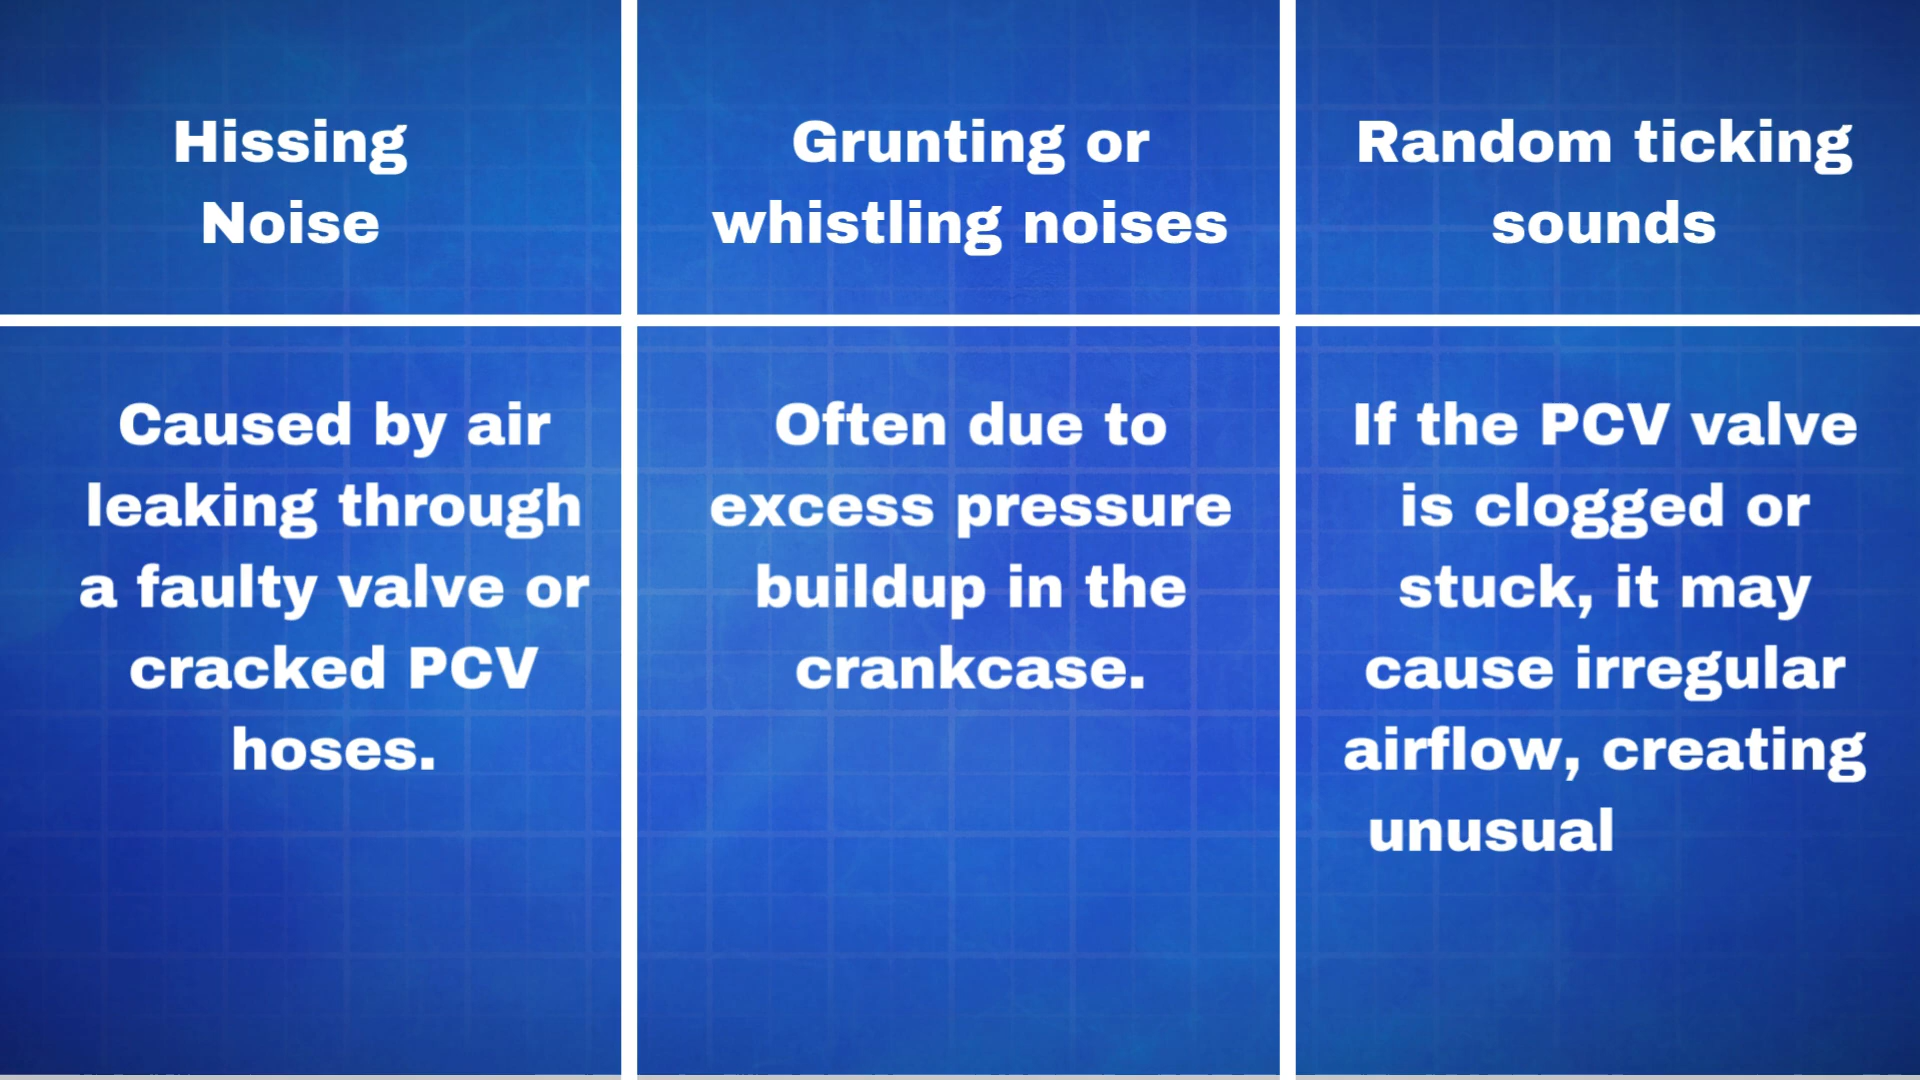 Hissing
Noise
Grunting or
whistling noises
Random ticking
sounds
Caused by air
leaking through
a faulty valve or
cracked PCV
hoses.
Often due to
excess pressure
buildup in the
crankcase.
If the PCV valve
is clogged or
stuck, it may
cause irregular
airflow, creating
unusual